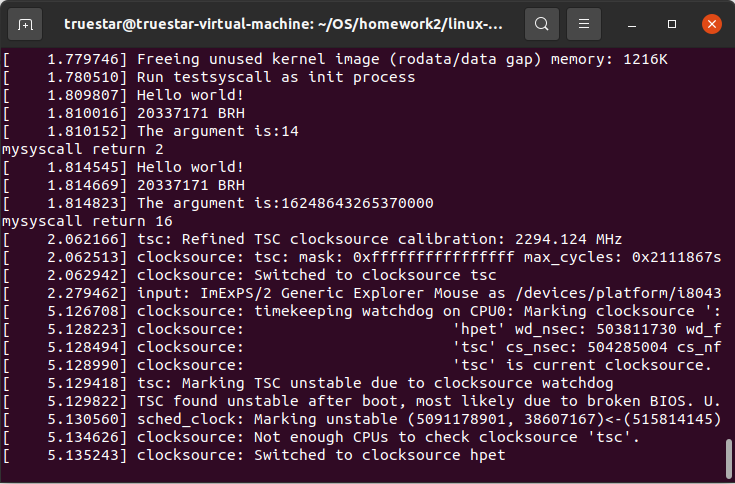 truestar@truestar-virtual-machine: ~/OS/homework2/linux-...
[    1.779746] Freeing unused kernel image (rodata/data gap) memory: 1216K
[    1.780510] Run testsyscall as init process
[    1.809807] Hello world!
[    1.810016] 20337171 BRH
[    1.810152] The argument is:14
mysyscall return 2
[    1.814545] Hello world!
[    1.814669] 20337171 BRH
[    1.814823] The argument is:16248643265370000
mysyscall return 16
[    2.062166] tsc: Refined TSC clocksource calibration: 2294.124 MHz
[    2.062513] clocksource: tsc: mask: 0xffffffffffffffff max_cycles: 0x2111867s
[    2.062942] clocksource: Switched to clocksource tsc
[    2.279462] input: ImExPS/2 Generic Explorer Mouse as /devices/platform/i8043
[    5.126708] clocksource: timekeeping watchdog on CPU0: Marking clocksource ':
[    5.128223] clocksource:                       'hpet' wd_nsec: 503811730 wd_f
[    5.128494] clocksource:                       'tsc' cs_nsec: 504285004 cs_nf
[    5.128990] clocksource:                       'tsc' is current clocksource.
[    5.129418] tsc: Marking TSC unstable due to clocksource watchdog
[    5.129822] TSC found unstable after boot, most likely due to broken BIOS. U.
[    5.130560] sched_clock: Marking unstable (5091178901, 38607167)<-(515814145)
[    5.134626] clocksource: Not enough CPUs to check clocksource 'tsc'.
[    5.135243] clocksource: Switched to clocksource hpet